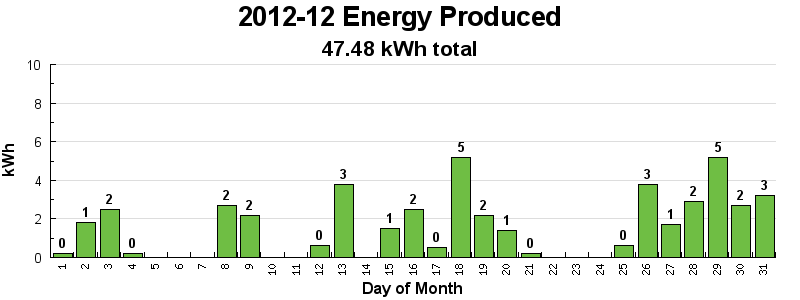 2012-12 Energy Produced
47.48 kWh total
kWh
10
8
6
4
2
0
0 1 2 0 2 2 0 3 1 2 0 5 2 1 0 0 3 1 2 5 2 3
1 2 3 4 5 6 7 8 9 10 11 12 13 14 15 16 17 18 19 20 21 22 23 24 25 26 27 28 29 30 31
Day of Month